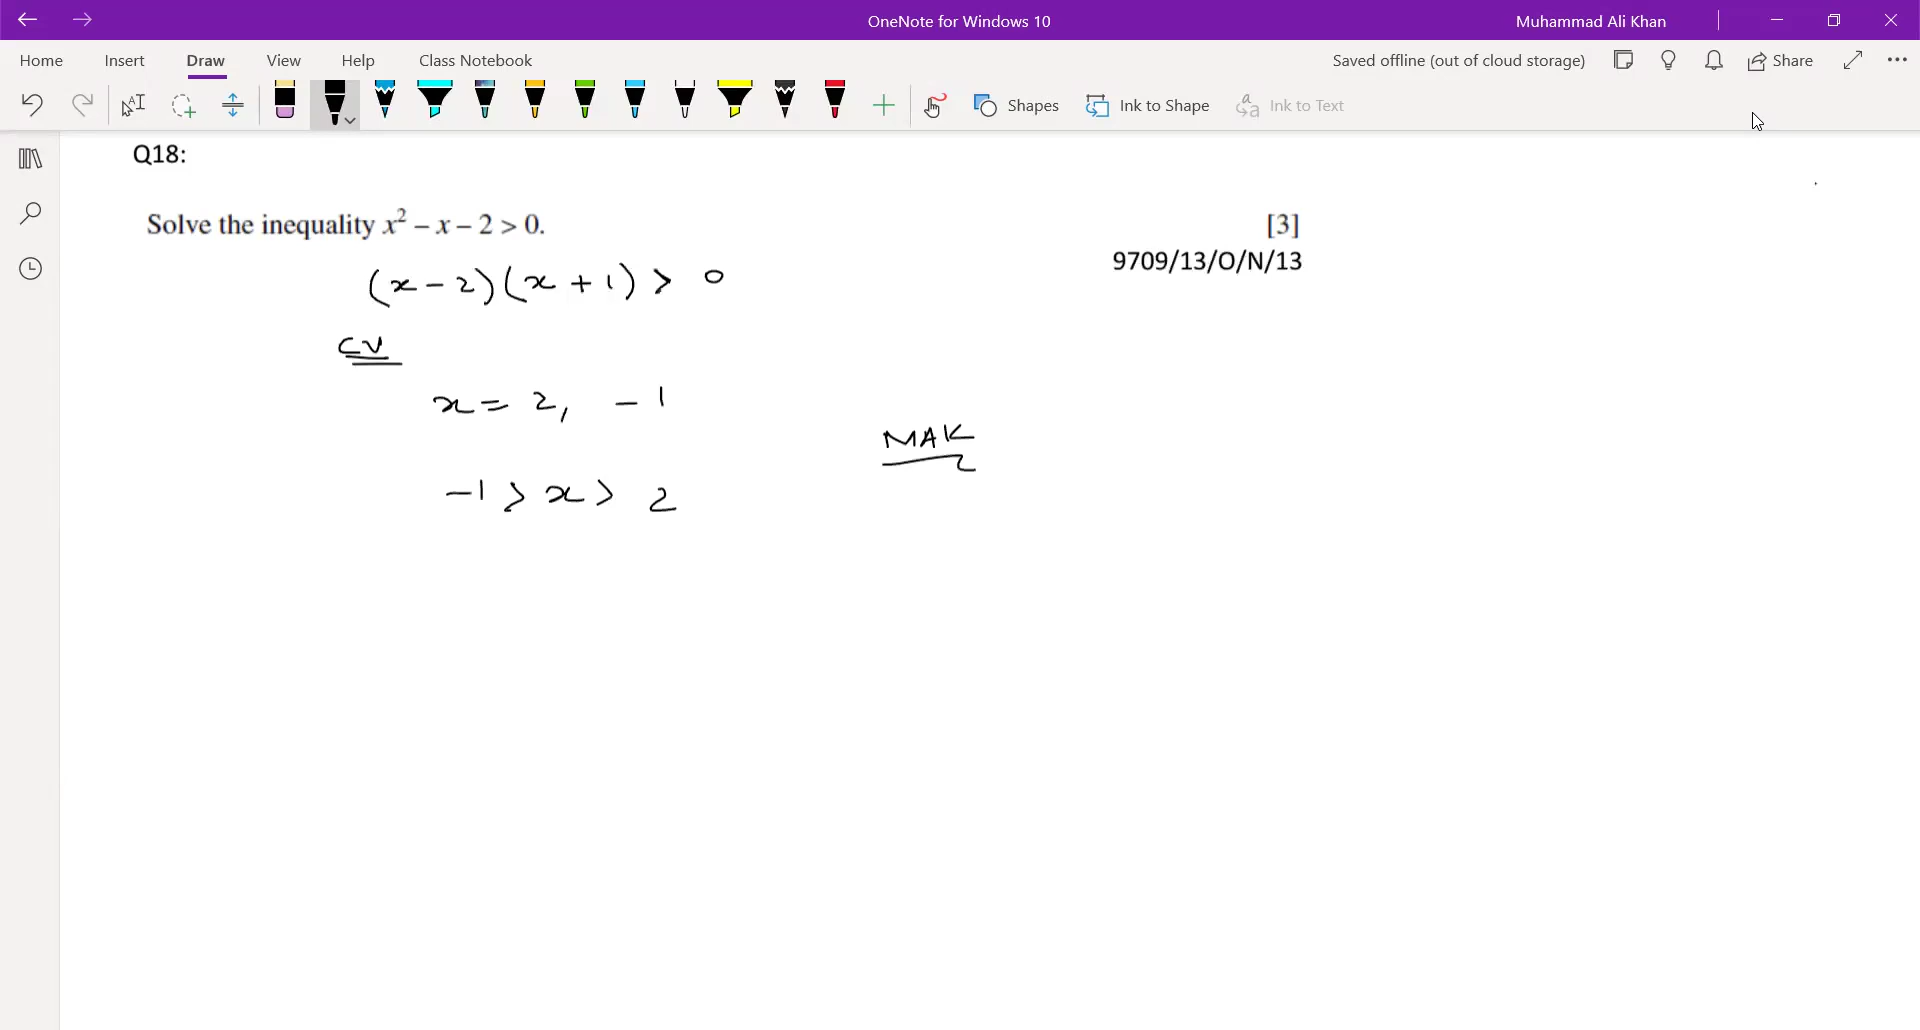 OneNote for Windows 10
Muhammad Ali Khan
Home Insert Draw View Help Class Notebook
Saved offline (out of cloud storage)
Share
Shapes
Ink to Shape
Ink to Text
Q18:
Solve the inequality x² – x – 2 > 0. [3]
9709/13/O/N/13
(x – 2)(x + 1) > 0
CV
x = 2, – 1
MAK
–1 > x > 2